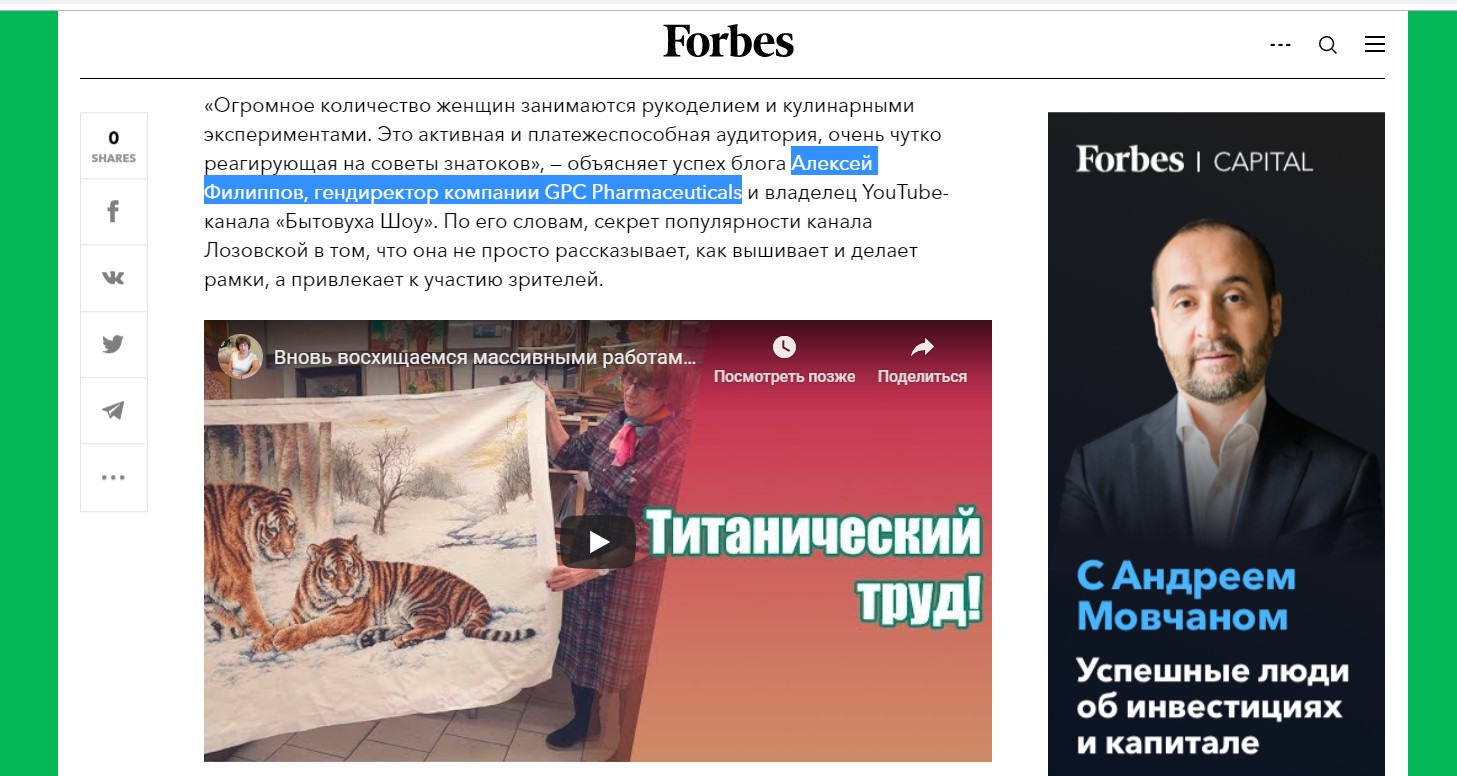 Forbes
0
SHARES
«Огромное количество женщин занимаются рукоделием и кулинарными
экспериментами. Это активная и платежеспособная аудитория, очень чутко
реагирующая на советы знатоков», – объясняет успех блога Алексей
Филиппов, гендиректор компании GPC Pharmaceuticals и владелец YouTube-
канала «Бытовуха Шоу». По его словам, секрет популярности канала
Лозовской в том, что она не просто рассказывает, как вышивает и делает
рамки, а привлекает к участию зрителей.
Вновь восхищаемся массивными работам...
Посмотреть позже
Поделиться
Титанический
труд!
Forbes | CAPITAL
С Андреем
Мовчаном
Успешные люди
об инвестициях
и капитале